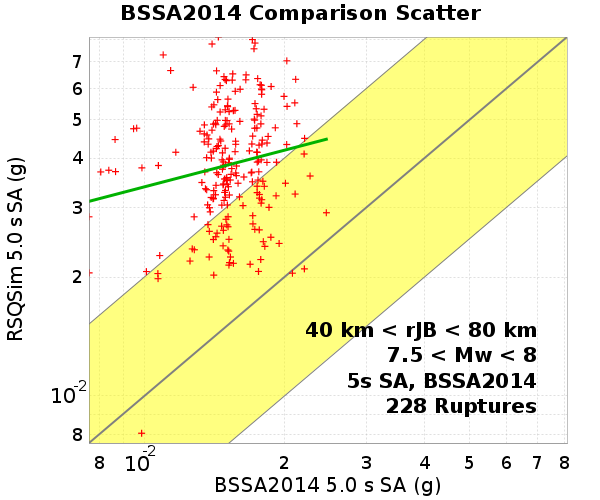 BSSA2014 Comparison Scatter
RSQSim 5.0 s SA (g)
7
6
5
4
3
2
10-2
8
40 km < rJB < 80 km
7.5 < Mw < 8
5s SA, BSSA2014
228 Ruptures
8 10-2 2 3 4 5 6 7 8
BSSA2014 5.0 s SA (g)